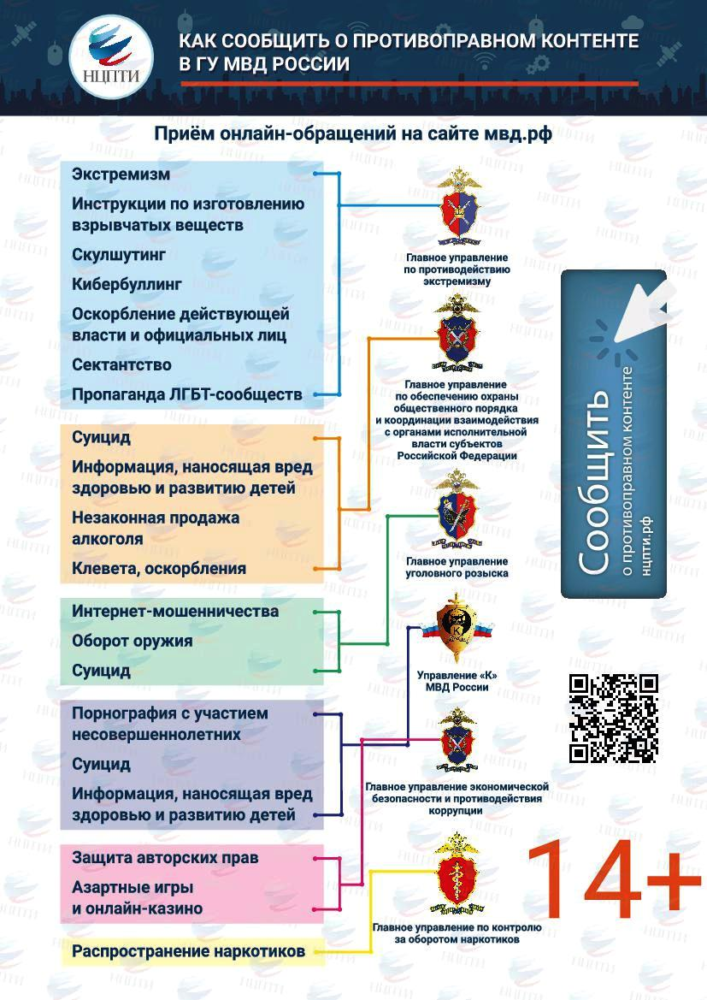 НЦПТИ
КАК СООБЩИТЬ О ПРОТИВОПРАВНОМ КОНТЕНТЕ
В ГУ МВД РОССИИ
Приём онлайн-обращений на сайте мвд.рф
Экстремизм
Инструкции по изготовлению
взрывчатых веществ
Скулшутинг
Кибербуллинг
Оскорбление действующей
власти и официальных лиц
Сектантство
Пропаганда ЛГБТ-сообществ
Главное управление
по противодействию
экстремизму
Суицид
Информация, наносящая вред
здоровью и развитию детей
Незаконная продажа
алкоголя
Клевета, оскорбления
Главное управление
по обеспечению охраны
общественного порядка
и координации взаимодействия
с органами исполнительной
власти субъектов
Российской Федерации
Интернет-мошенничества
Оборот оружия
Суицид
Главное управление
уголовного розыска
Порнография с участием
несовершеннолетних
Суицид
Информация, наносящая вред
здоровью и развитию детей
Управление «К»
МВД России
Защита авторских прав
Азартные игры
и онлайн-казино
Главное управление экономической
безопасности и противодействия
коррупции
Распространение наркотиков
Главное управление по контролю
за оборотом наркотиков
Сообщить
о противоправном контенте
нцпти.рф
14+